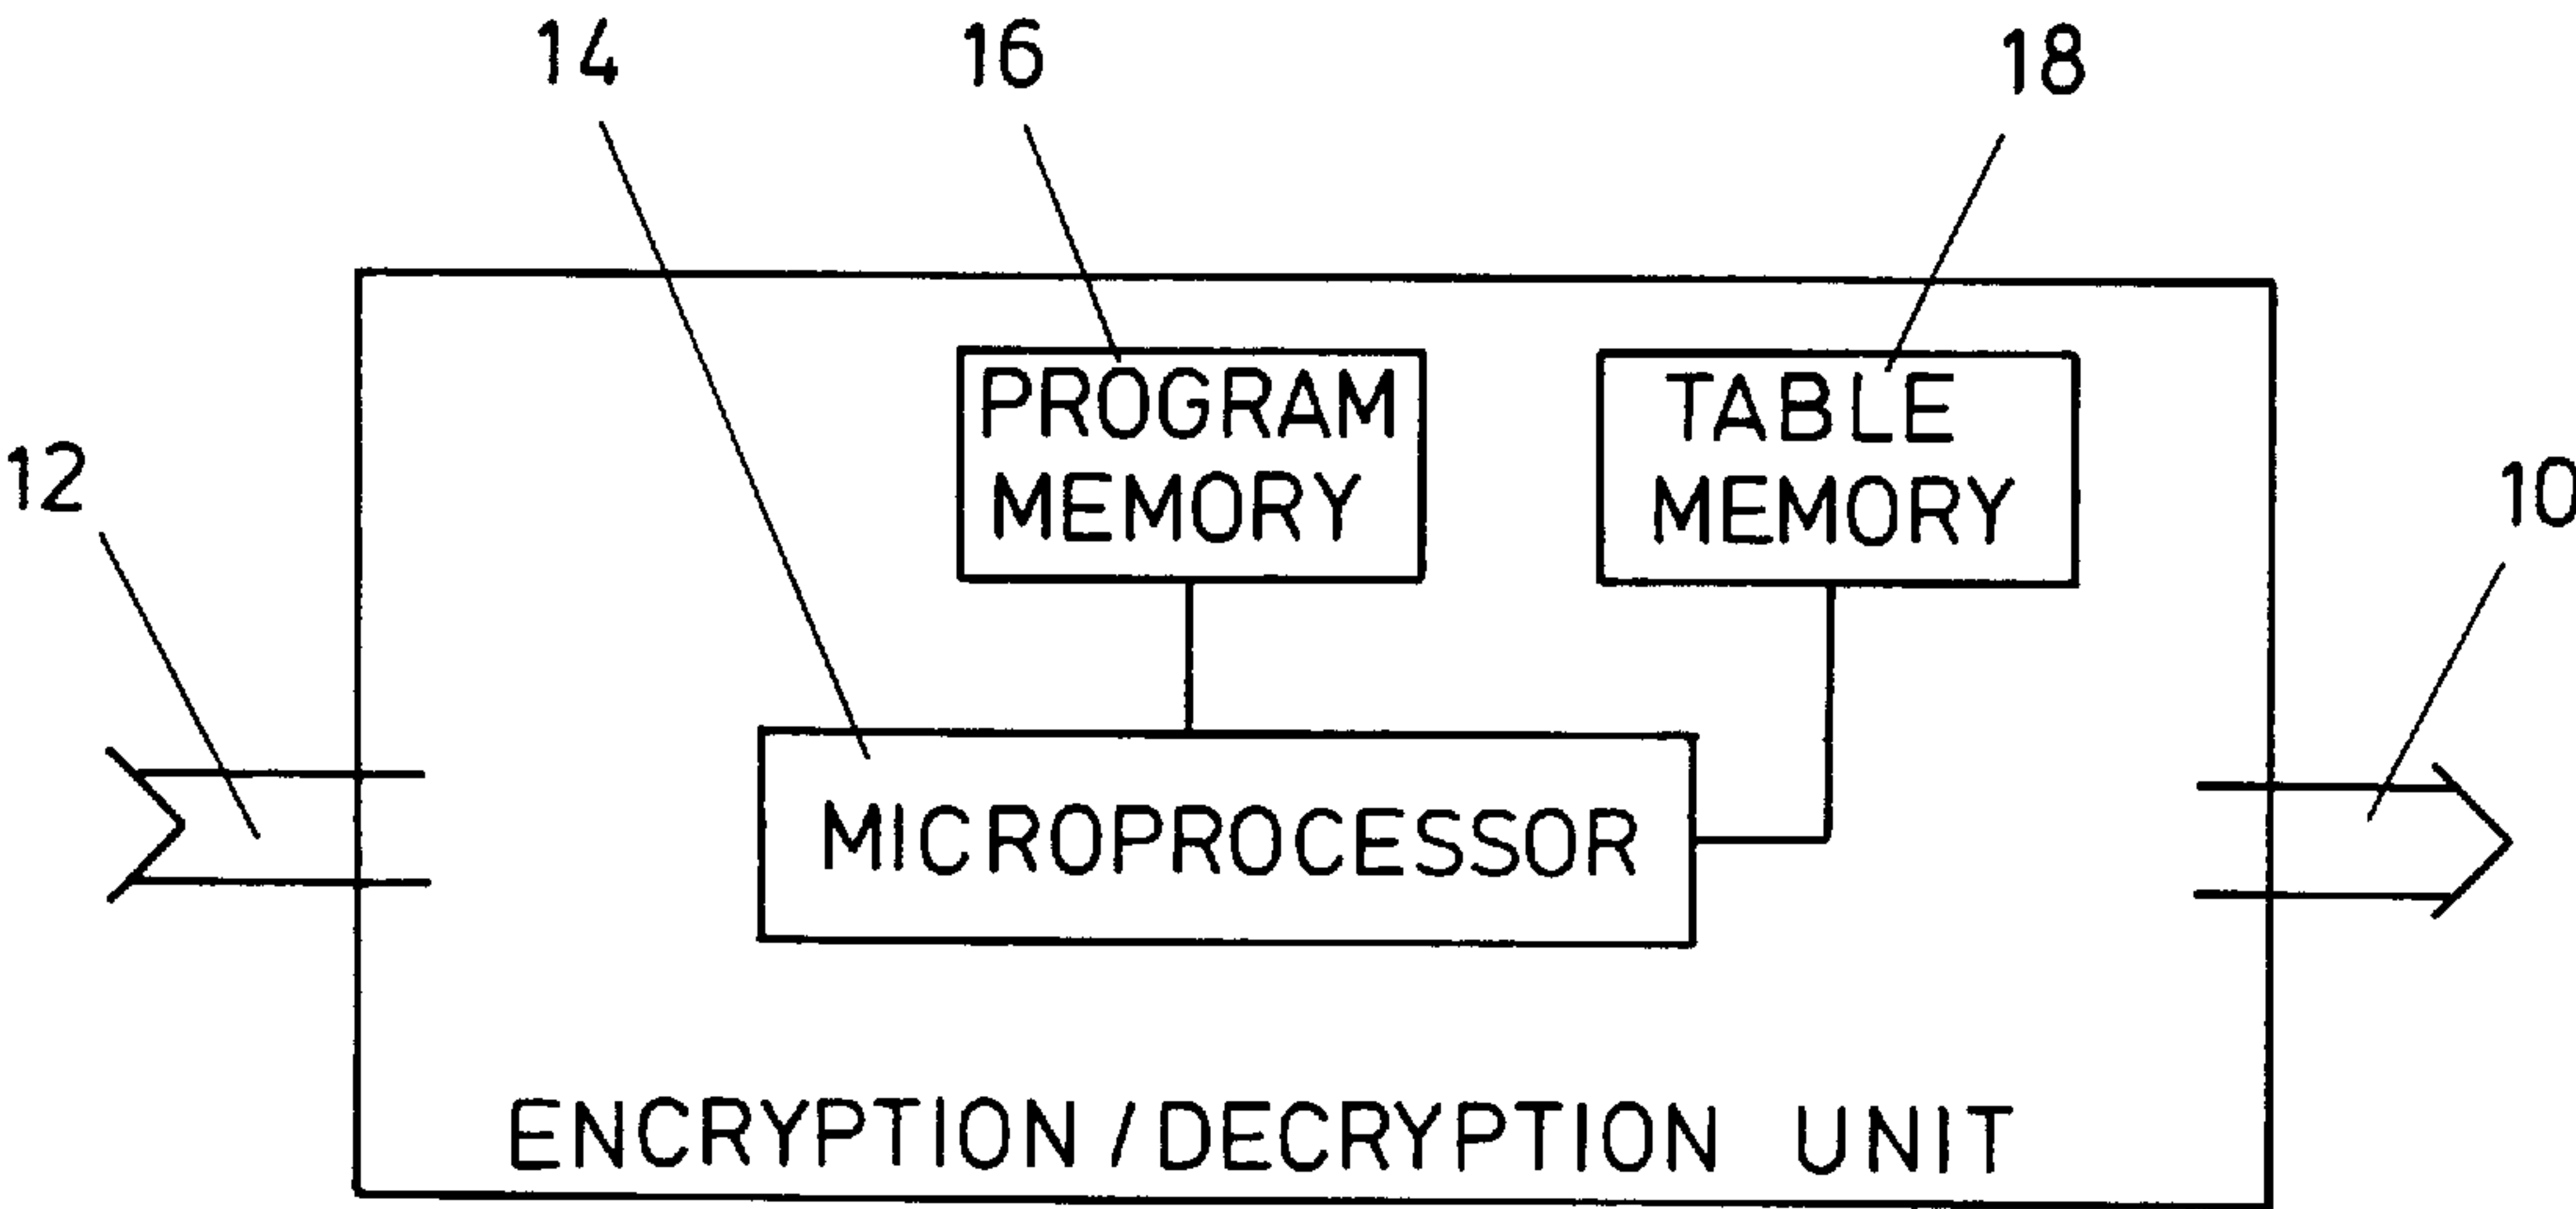 14
16
18
12
10
PROGRAM
MEMORY
TABLE
MEMORY
MICROPROCESSOR
ENCRYPTION / DECRYPTION UNIT